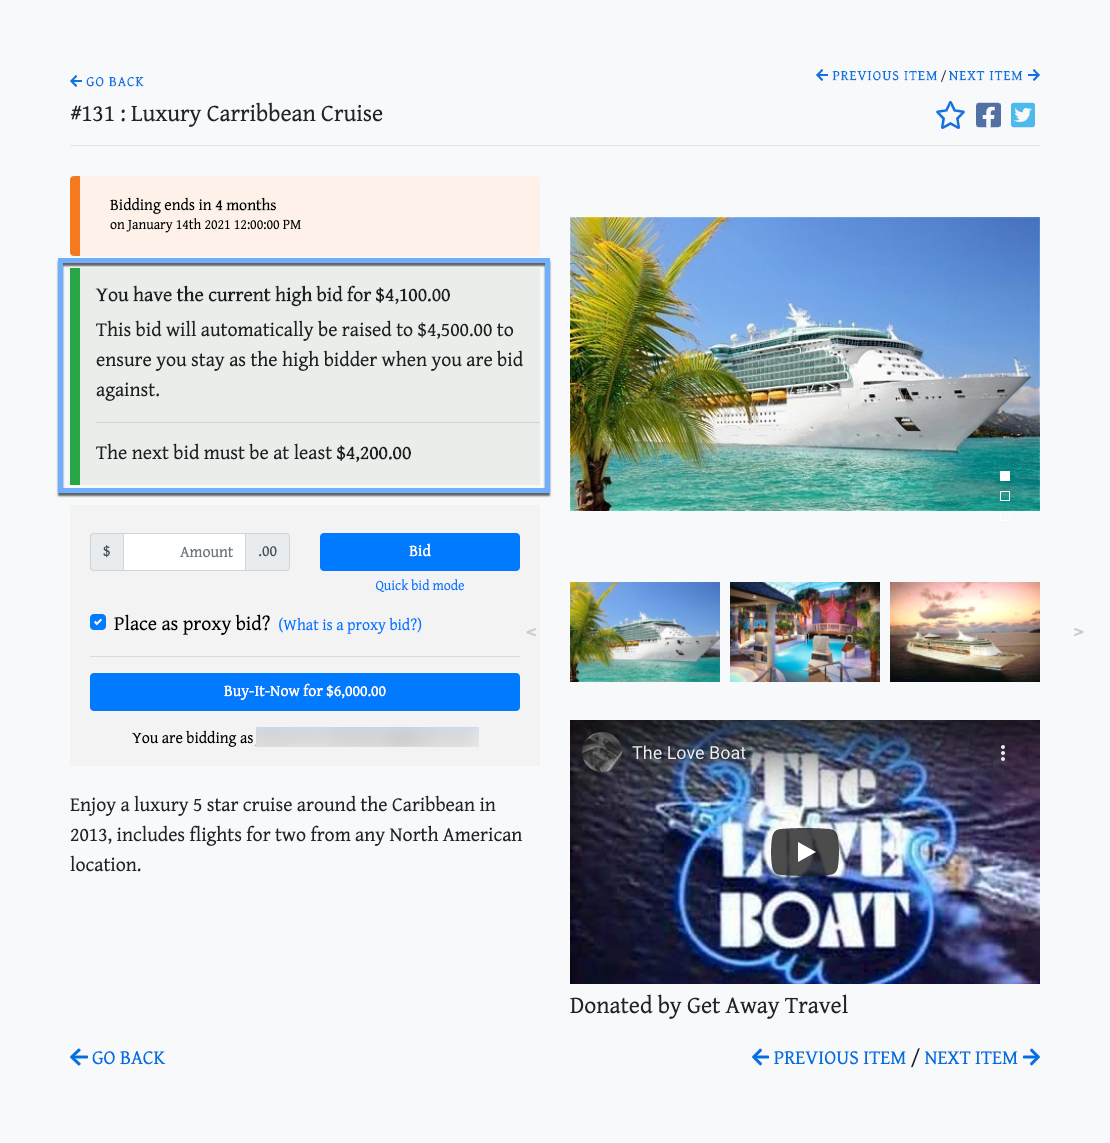 GO BACK
PREVIOUS ITEM / NEXT ITEM
#131 : Luxury Carribbean Cruise
Bidding ends in 4 months
on January 14th 2021 12:00:00 PM
You have the current high bid for $4,100.00
This bid will automatically be raised to $4,500.00 to
ensure you stay as the high bidder when you are bid
against.
The next bid must be at least $4,200.00
$ Amount .00 Bid
Quick bid mode
Place as proxy bid? (What is a proxy bid?)
< >
Buy-It-Now for $6,000.00
You are bidding as
Enjoy a luxury 5 star cruise around the Caribbean in
2013, includes flights for two from any North American
location.
The Love Boat
The
LOVE
BOAT
Donated by Get Away Travel
GO BACK
PREVIOUS ITEM / NEXT ITEM